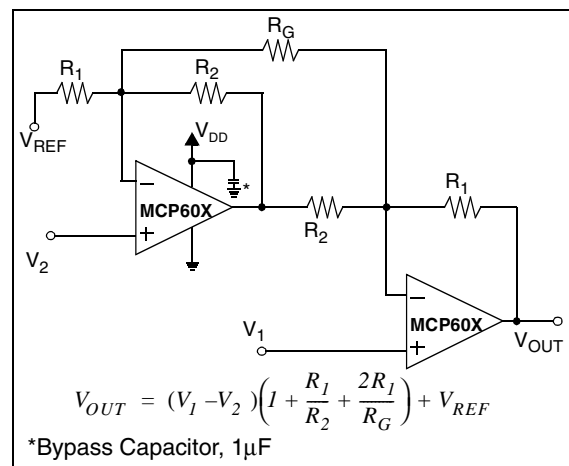 R_G
R_1
R_2
V_REF
V_DD
*
−
MCP60X
+
V_2
R_2
R_1
−
MCP60X
+
V_1
V_OUT
V_OUT = (V_1 – V_2)(1 + R_1/R_2 + 2R_1/R_G) + V_REF
*Bypass Capacitor, 1µF